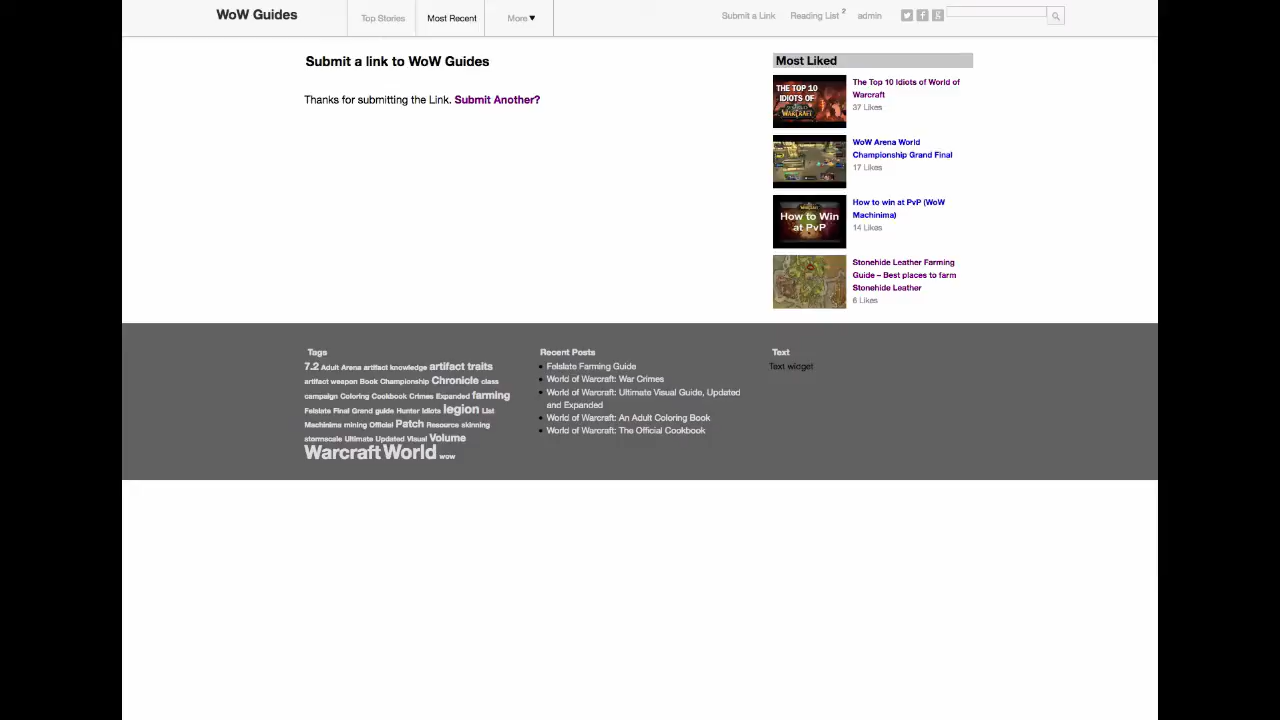 WoW Guides
Top Stories
Most Recent
More ▼
Submit a Link
Reading List 2
admin
Submit a link to WoW Guides
Thanks for submitting the Link. Submit Another?
Most Liked
THE TOP 10
IDIOTS OF
WARCRAFT
The Top 10 Idiots of World of
Warcraft
37 Likes
WoW Arena World
Championship Grand Final
17 Likes
How to Win
at PvP
How to win at PvP (WoW
Machinima)
14 Likes
Stonehide Leather Farming
Guide – Best places to farm
Stonehide Leather
6 Likes
Tags
7.2 Adult Arena artifact knowledge artifact traits
artifact weapon Book Championship Chronicle class
campaign Coloring Cookbook Crimes Expanded farming
Felslate Final Grand guide Hunter Idiots legion List
Machinima mining Official Patch Resource skinning
stormscale Ultimate Updated Visual Volume
Warcraft World wow
Recent Posts
Felslate Farming Guide
World of Warcraft: War Crimes
World of Warcraft: Ultimate Visual Guide, Updated
and Expanded
World of Warcraft: An Adult Coloring Book
World of Warcraft: The Official Cookbook
Text
Text widget